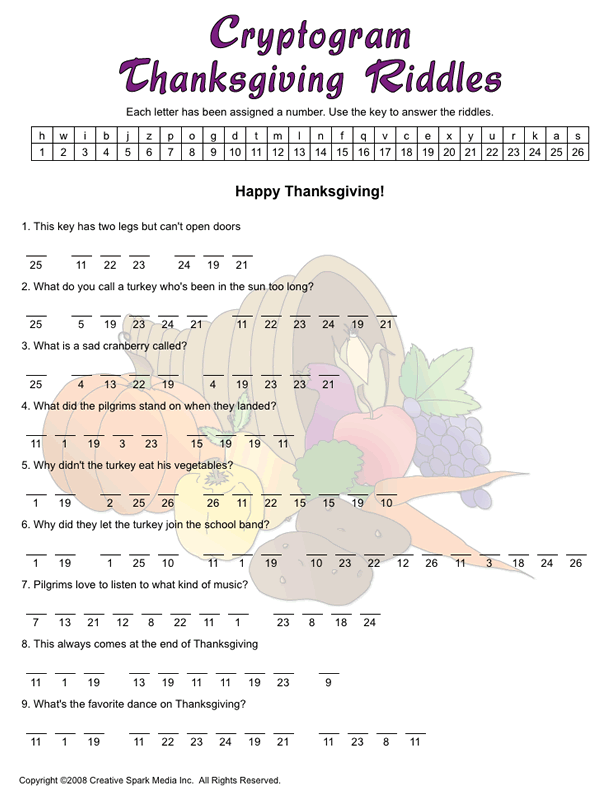 Cryptogram
Thanksgiving Riddles
Each letter has been assigned a number. Use the key to answer the riddles.
h w i b j z p o g d t m l n f q v c e x y u r k a s
1 2 3 4 5 6 7 8 9 10 11 12 13 14 15 16 17 18 19 20 21 22 23 24 25 26
Happy Thanksgiving!
1. This key has two legs but can't open doors
25 11 22 23 24 19 21
2. What do you call a turkey who's been in the sun too long?
25 5 19 23 24 21 11 22 23 24 19 21
3. What is a sad cranberry called?
25 4 13 22 19 4 19 23 23 21
4. What did the pilgrims stand on when they landed?
11 1 19 3 23 15 19 19 11
5. Why didn't the turkey eat his vegetables?
1 19 2 25 26 26 11 22 15 15 19 10
6. Why did they let the turkey join the school band?
1 19 1 25 10 11 1 19 10 23 22 12 26 11 3 18 24 26
7. Pilgrims love to listen to what kind of music?
7 13 21 12 8 11 1 23 8 18 24
8. This always comes at the end of Thanksgiving
11 1 19 13 19 11 11 19 23 9
9. What's the favorite dance on Thanksgiving?
11 1 19 11 22 23 24 19 21 11 23 8 11
Copyright ©2008 Creative Spark Media Inc. All Rights Reserved.